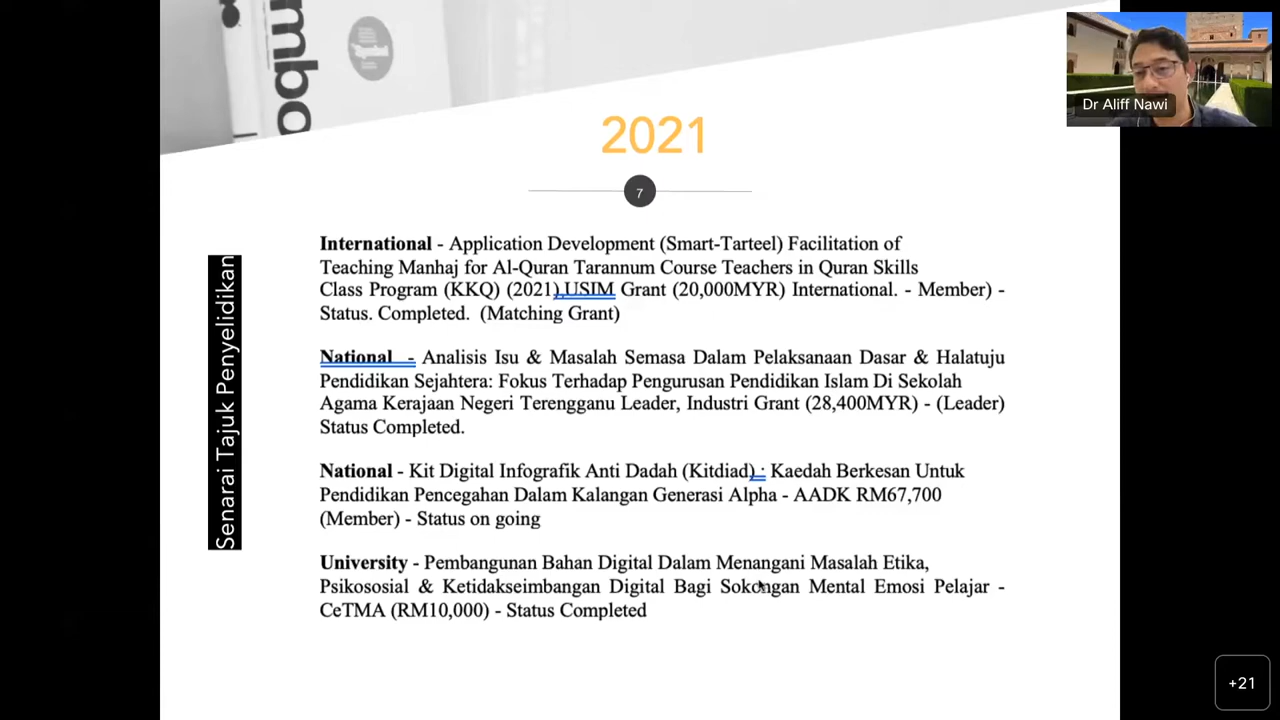 mbo
Dr Aliff Nawi
2021
7
Senarai Tajuk Penyelidikan
International - Application Development (Smart-Tarteel) Facilitation of
Teaching Manhaj for Al-Quran Tarannum Course Teachers in Quran Skills
Class Program (KKQ) (2021),USIM Grant (20,000MYR) International. - Member) -
Status. Completed. (Matching Grant)
National - Analisis Isu & Masalah Semasa Dalam Pelaksanaan Dasar & Halatuju
Pendidikan Sejahtera: Fokus Terhadap Pengurusan Pendidikan Islam Di Sekolah
Agama Kerajaan Negeri Terengganu Leader, Industri Grant (28,400MYR) - (Leader)
Status Completed.
National - Kit Digital Infografik Anti Dadah (Kitdiad) : Kaedah Berkesan Untuk
Pendidikan Pencegahan Dalam Kalangan Generasi Alpha - AADK RM67,700
(Member) - Status on going
University - Pembangunan Bahan Digital Dalam Menangani Masalah Etika,
Psikososial & Ketidakseimbangan Digital Bagi Sokongan Mental Emosi Pelajar -
CeTMA (RM10,000) - Status Completed
+21